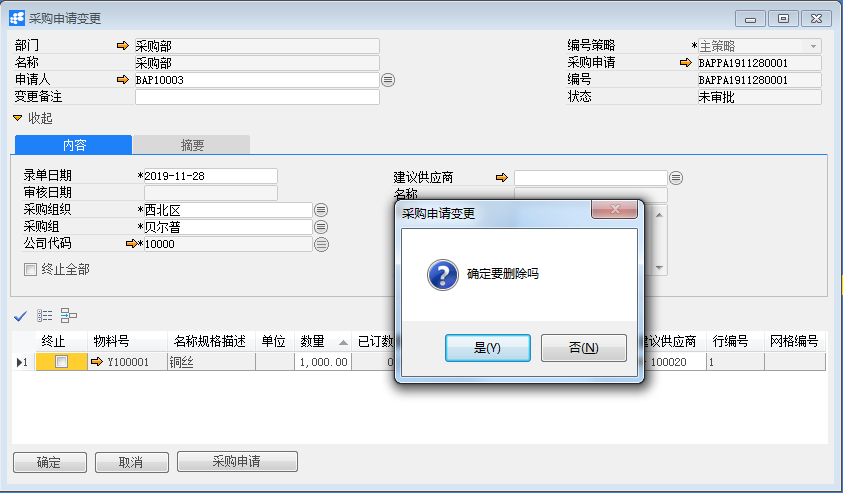 采购申请变更
部门 采购部 编号策略 *主策略
名称 采购部 采购申请 BAPPA1911280001
申请人 BAP10003 编号 BAPPA1911280001
变更备注 状态 未审批
收起
内容 摘要
录单日期 *2019-11-28 建议供应商
审核日期 名称
采购组织 *西北区
采购组 *贝尔普
公司代码 *10000
终止全部
采购申请变更
确定要删除吗
是(Y) 否(N)
终止 物料号 名称规格描述 单位 数量 已订数 建议供应商 行编号 网格编号
1 Y100001 铜丝 1,000.00 0 100020 1
确定 取消 采购申请